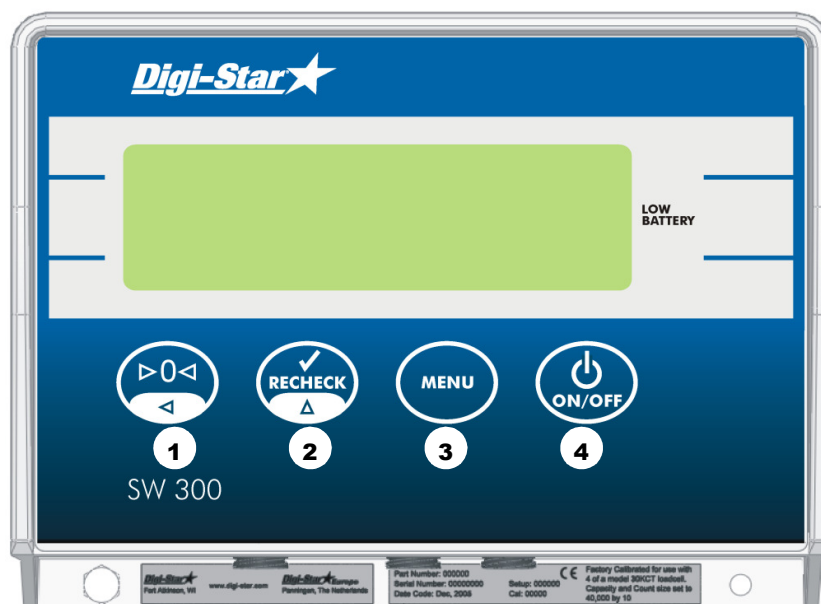 Digi-Star
LOW
BATTERY
0
RECHECK
MENU
ON/OFF
1
2
3
4
SW 300
Digi-Star
Fort Atkinson, WI
www.digi-star.com
Digi-Star Europe
Panningen, The Netherlands
Part Number: 000000
Serial Number: 00000000
Date Code: Dec, 2008
Setup: 000000
Cal: 00000
CE
Factory Calibrated for use with
4 of a model 30KCT loadcell.
Capacity and Count size set to
40,000 by 10